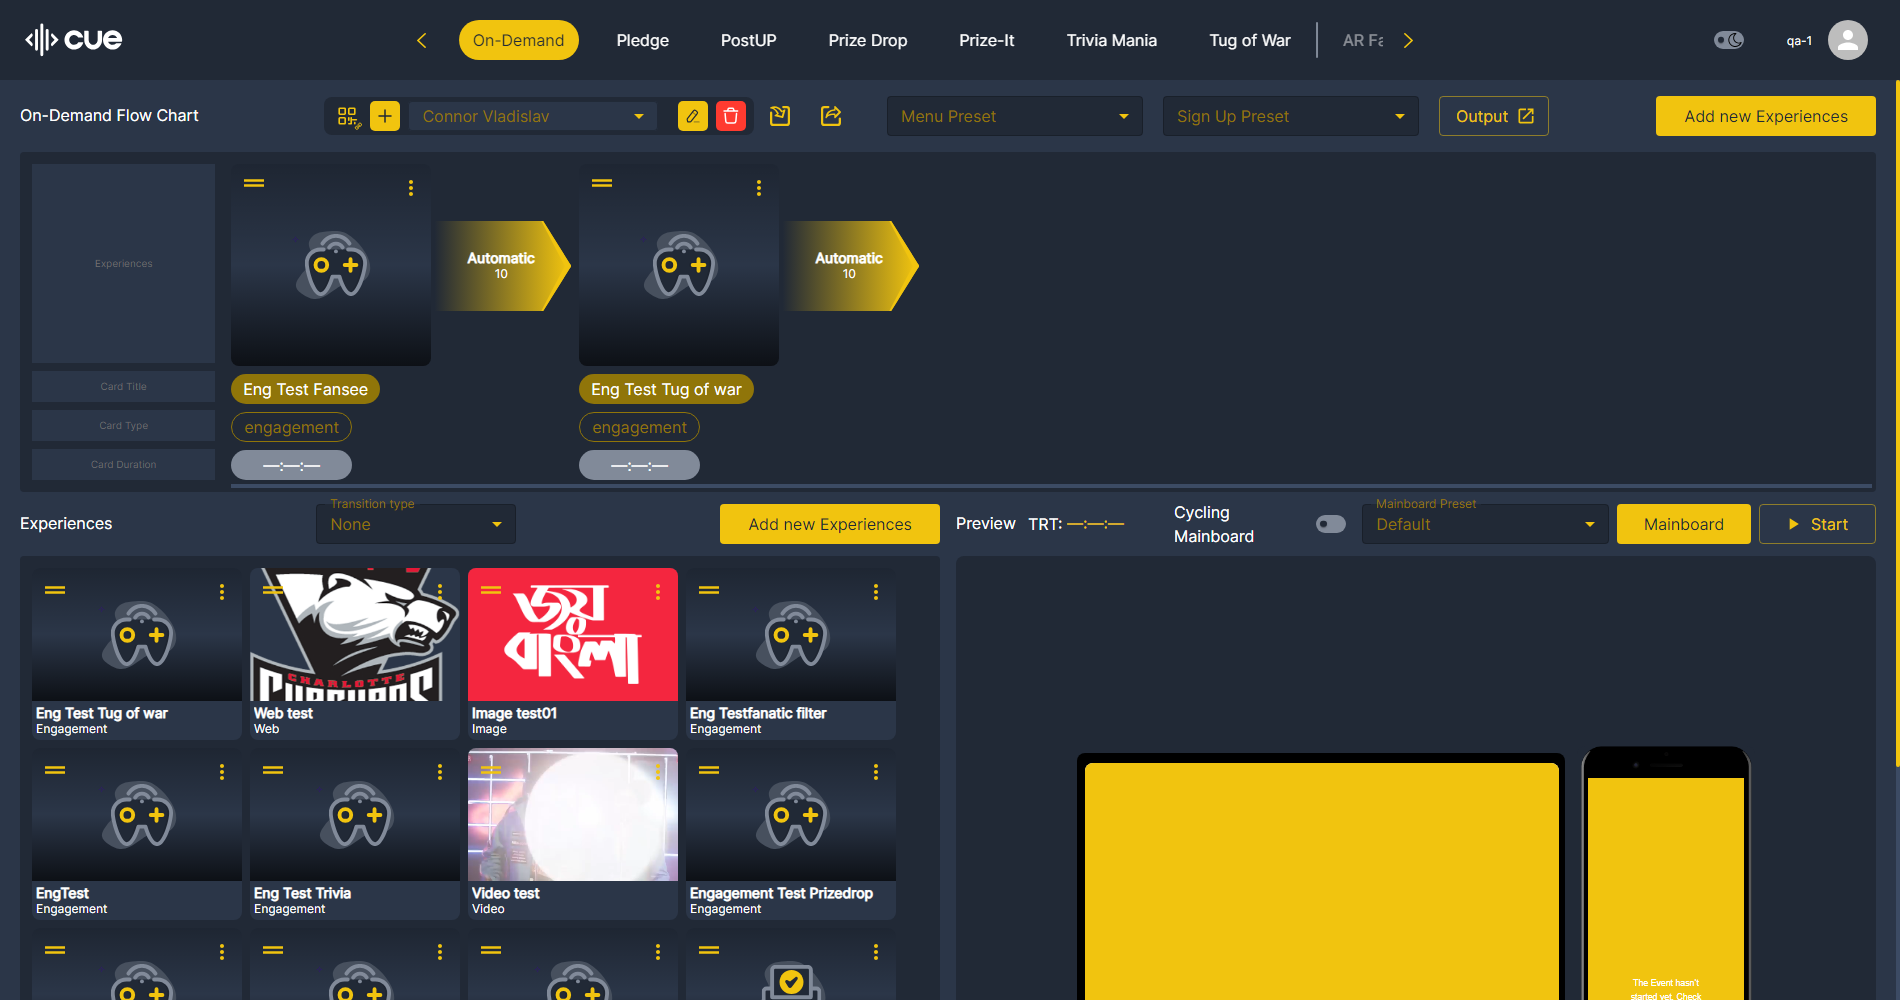 cue
On-Demand
Pledge
PostUP
Prize Drop
Prize-It
Trivia Mania
Tug of War
AR Fa
qa-1
On-Demand Flow Chart
Connor Vladislav
Menu Preset
Sign Up Preset
Output
Add new Experiences
Experiences
Automatic
10
Automatic
10
Card Title
Eng Test Fansee
Eng Test Tug of war
Card Type
engagement
engagement
Card Duration
—:—:—
—:—:—
Experiences
Transition type
None
Add new Experiences
Preview
TRT: —:—:—
Cycling
Mainboard
Mainboard Preset
Default
Mainboard
Start
জয়
বাংলা
CHARLOTTE
Eng Test Tug of war
Engagement
Web test
Web
Image test01
Image
Eng Testfanatic filter
Engagement
EngTest
Engagement
Eng Test Trivia
Engagement
Video test
Video
Engagement Test Prizedrop
Engagement
The Event hasn't
started yet. Check